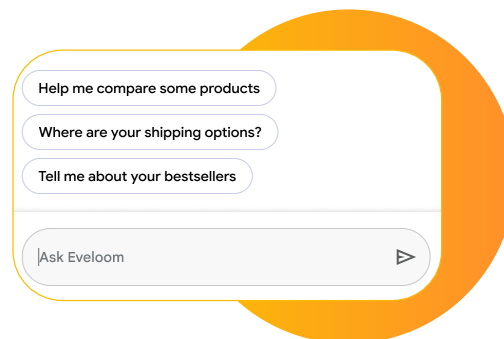 Help me compare some products
Where are your shipping options?
Tell me about your bestsellers
Ask Eveloom